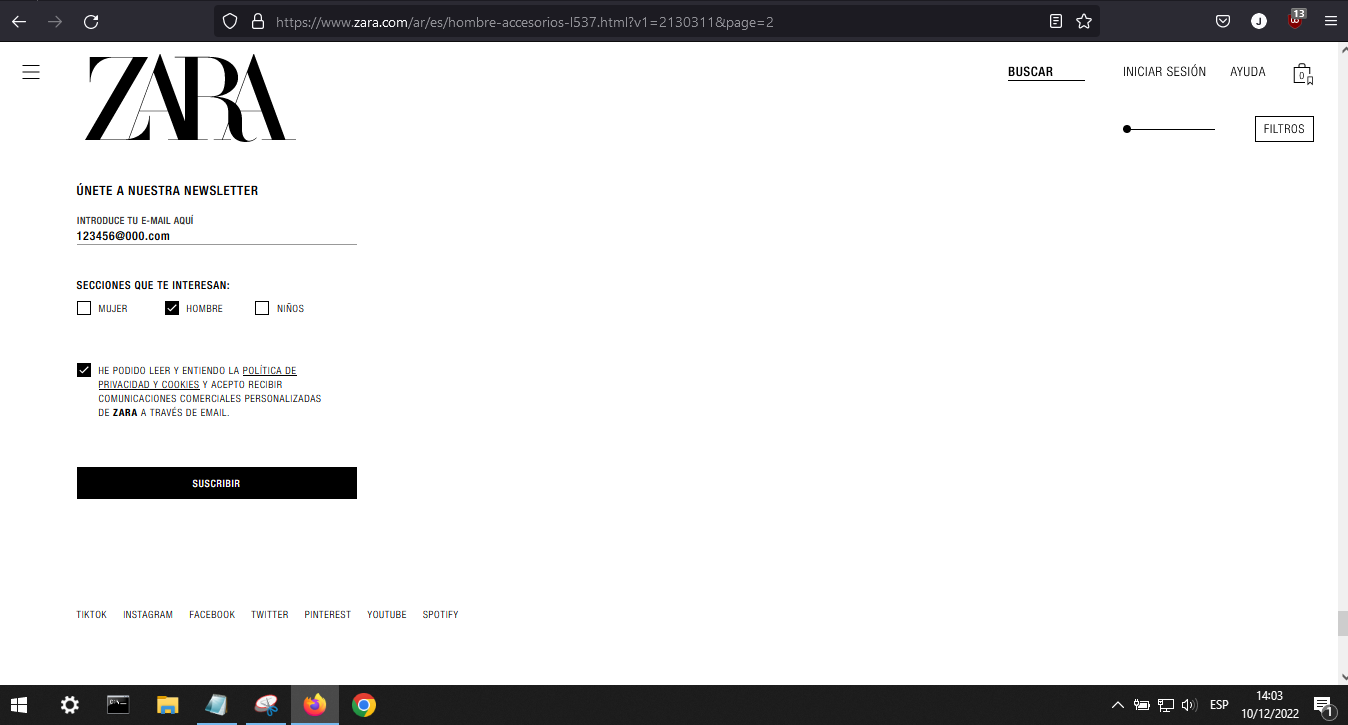 https://www.zara.com/ar/es/hombre-accesorios-l537.html?v1=2130311&page=2
J
13
ZARA
BUSCAR
INICIAR SESIÓN
AYUDA
0
FILTROS
ÚNETE A NUESTRA NEWSLETTER
INTRODUCE TU E-MAIL AQUÍ
123456@000.com
SECCIONES QUE TE INTERESAN:
MUJER HOMBRE NIÑOS
HE PODIDO LEER Y ENTIENDO LA POLÍTICA DE
PRIVACIDAD Y COOKIES Y ACEPTO RECIBIR
COMUNICACIONES COMERCIALES PERSONALIZADAS
DE ZARA A TRAVÉS DE EMAIL.
SUSCRIBIR
TIKTOK INSTAGRAM FACEBOOK TWITTER PINTEREST YOUTUBE SPOTIFY
ESP
14:03
10/12/2022
1